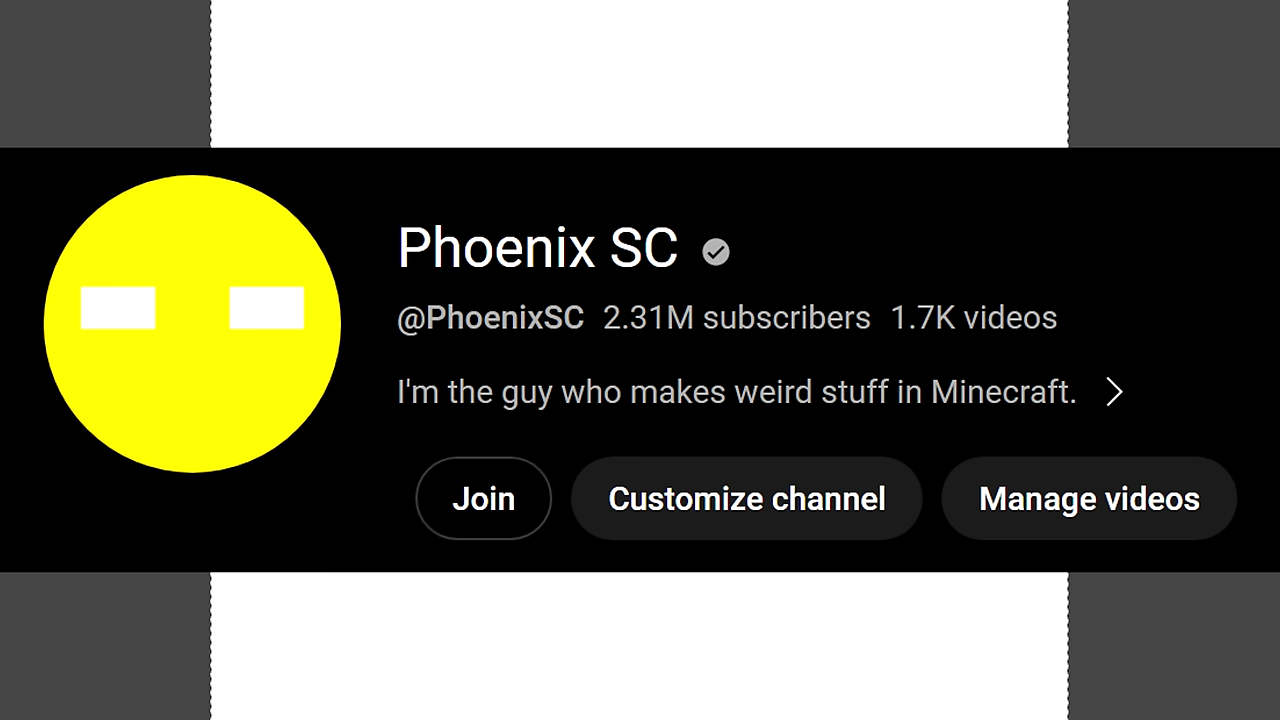 Phoenix SC
@PhoenixSC 2.31M subscribers 1.7K videos
I'm the guy who makes weird stuff in Minecraft.
Join Customize channel Manage videos